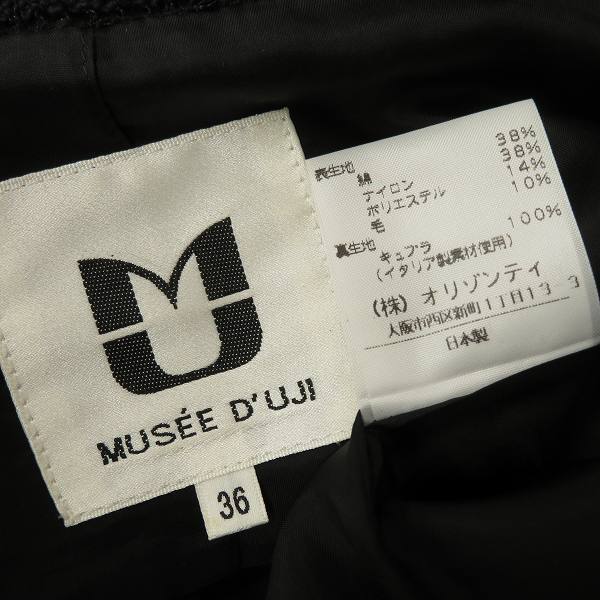 MUSÉE D'UJI
36
表生地 綿 38%
ナイロン 38%
ポリエステル 14%
毛 10%
裏生地 キュプラ 100%
(イタリア製素材使用)
(株) オリゾンティ
大阪市西区新町1丁目13-3
日本製